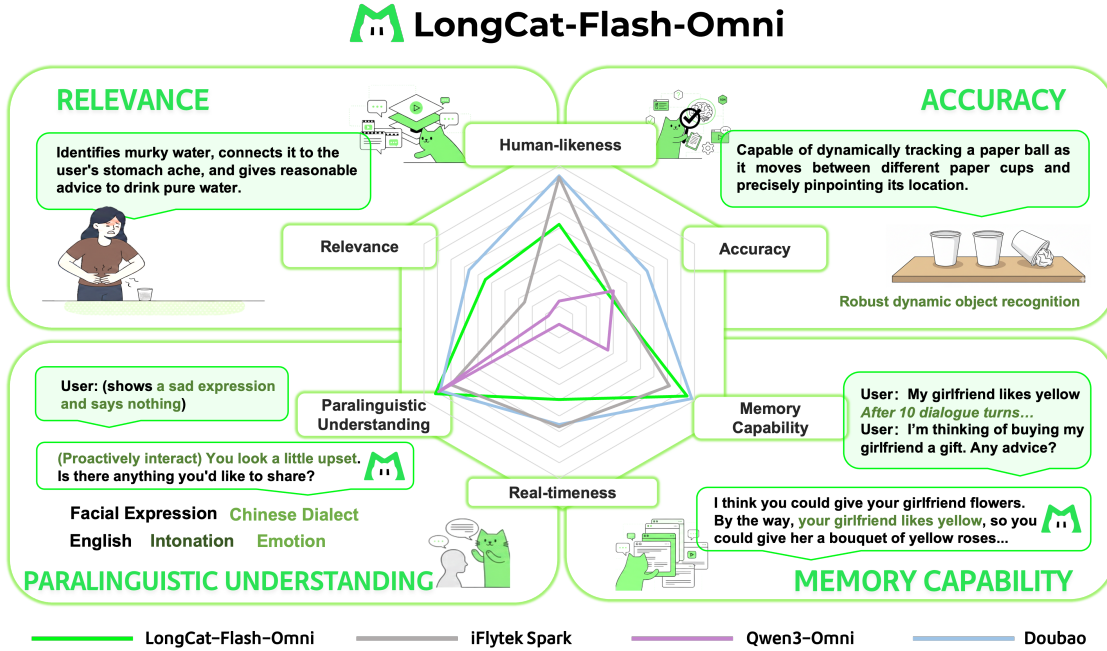 LongCat-Flash-Omni
RELEVANCE
Identifies murky water, connects it to the
user's stomach ache, and gives reasonable
advice to drink pure water.
ACCURACY
Capable of dynamically tracking a paper ball as
it moves between different paper cups and
precisely pinpointing its location.
Robust dynamic object recognition
Human-likeness
Relevance
Accuracy
Paralinguistic
Understanding
Memory
Capability
Real-timeness
User: (shows a sad expression
and says nothing)
(Proactively interact) You look a little upset.
Is there anything you'd like to share?
Facial Expression Chinese Dialect
English Intonation Emotion
PARALINGUISTIC UNDERSTANDING
User: My girlfriend likes yellow
After 10 dialogue turns…
User: I'm thinking of buying my
girlfriend a gift. Any advice?
I think you could give your girlfriend flowers.
By the way, your girlfriend likes yellow, so you
could give her a bouquet of yellow roses...
MEMORY CAPABILITY
LongCat-Flash-Omni
iFlytek Spark
Qwen3-Omni
Doubao